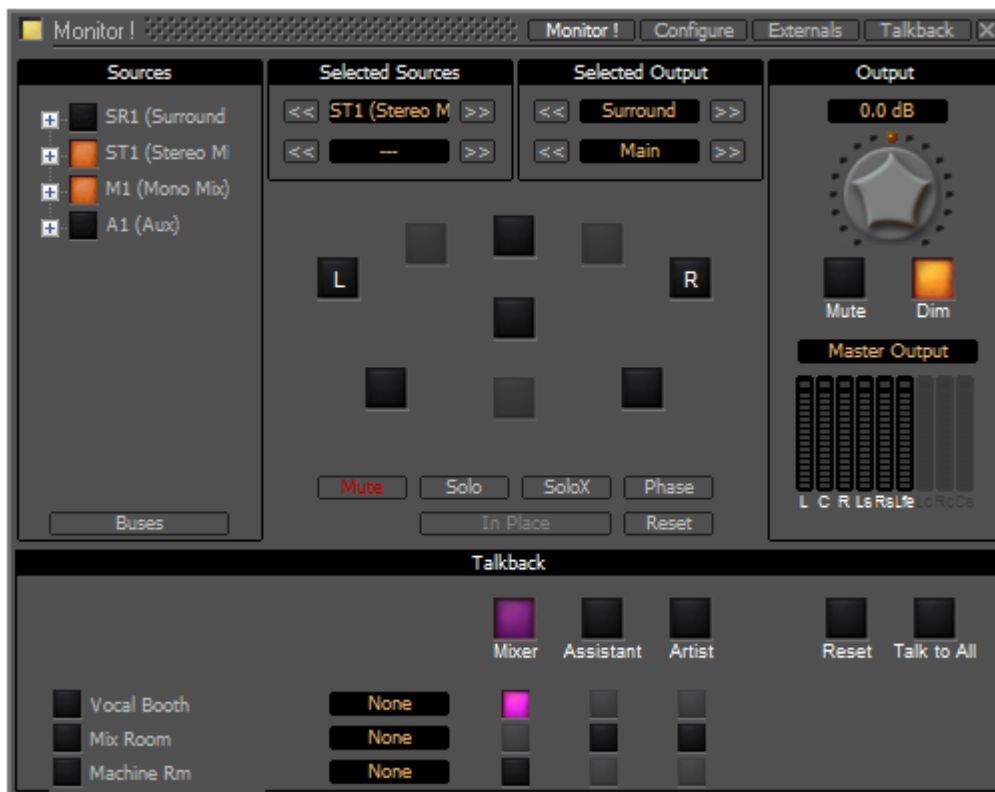 Monitor !
Monitor ! Configure Externals Talkback X
Sources
SR1 (Surround
ST1 (Stereo Mi
M1 (Mono Mix)
A1 (Aux)
Buses
Selected Sources
<< ST1 (Stereo M >>
<< --- >>
Selected Output
<< Surround >>
<< Main >>
L
R
Mute Solo SoloX Phase
In Place Reset
Output
0.0 dB
Mute Dim
Master Output
L C R Ls Rs Lfe Lc Rc Cs
Talkback
Mixer Assistant Artist Reset Talk to All
Vocal Booth None
Mix Room None
Machine Rm None